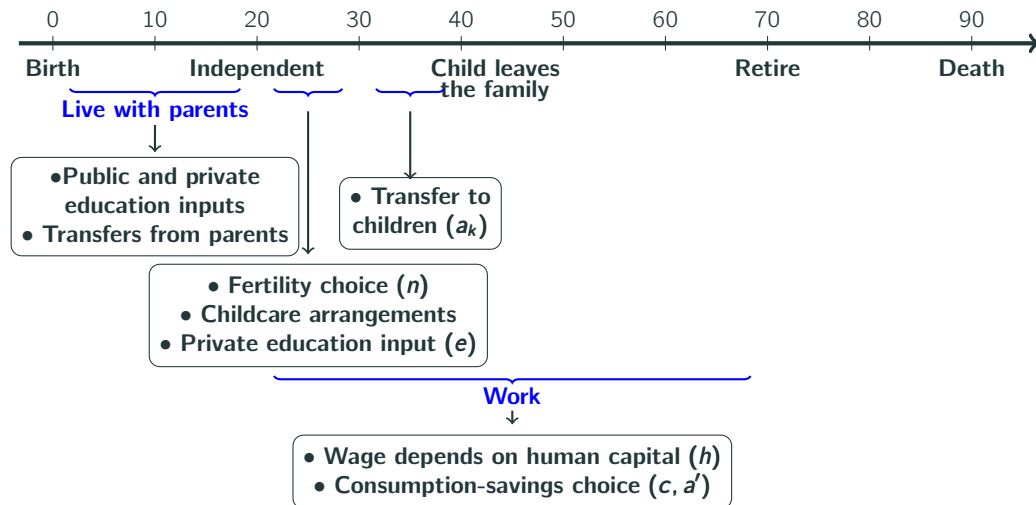 0 10 20 30 40 50 60 70 80 90
Birth Independent Child leaves the family Retire Death
Live with parents
•Public and private
education inputs
• Transfers from parents
• Transfer to
children (aₖ)
• Fertility choice (n)
• Childcare arrangements
• Private education input (e)
Work
• Wage depends on human capital (h)
• Consumption-savings choice (c, a′)